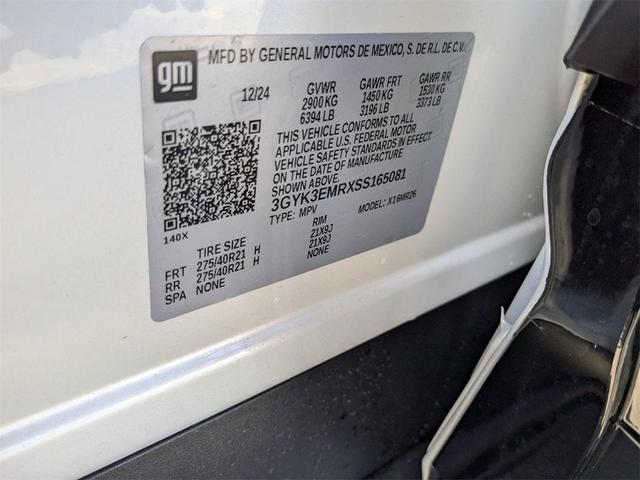 gm
MFD BY GENERAL MOTORS DE MEXICO, S. DE R.L. DE C.V.
12/24 GVWR GAWR FRT GAWR RR
2900 KG 1450 KG 1530 KG
6394 LB 3196 LB 3373 LB
THIS VEHICLE CONFORMS TO ALL
APPLICABLE U.S. FEDERAL MOTOR
VEHICLE SAFETY STANDARDS IN EFFECT
ON THE DATE OF MANUFACTURE
SHOWN ABOVE.
3GYK3EMRXSS165081
TYPE: MPV MODEL: X16MR26
140X
TIRE SIZE RIM
FRT 275/40R21 H 21X9J
RR 275/40R21 H 21X9J
SPA NONE NONE